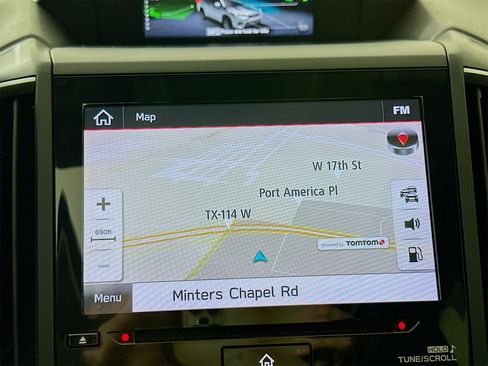 Map
FM
W 17th St
Port America Pl
TX-114 W
650ft
powered by TOMTOM
Menu
Minters Chapel Rd
HOLD
TUNE/SCROLL